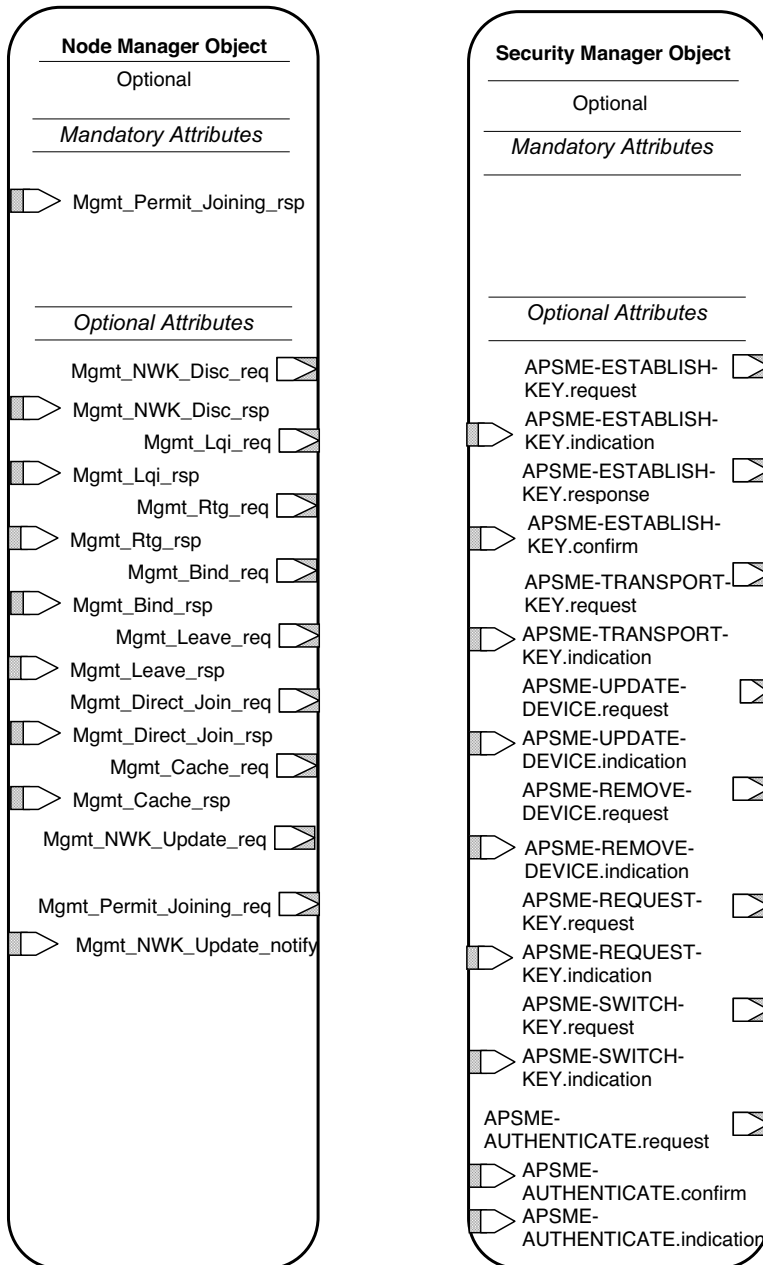 Node Manager Object
Optional
Mandatory Attributes
Mgmt_Permit_Joining_rsp
Optional Attributes
Mgmt_NWK_Disc_req
Mgmt_NWK_Disc_rsp
Mgmt_Lqi_req
Mgmt_Lqi_rsp
Mgmt_Rtg_req
Mgmt_Rtg_rsp
Mgmt_Bind_req
Mgmt_Bind_rsp
Mgmt_Leave_req
Mgmt_Leave_rsp
Mgmt_Direct_Join_req
Mgmt_Direct_Join_rsp
Mgmt_Cache_req
Mgmt_Cache_rsp
Mgmt_NWK_Update_req
Mgmt_Permit_Joining_req
Mgmt_NWK_Update_notify
Security Manager Object
Optional
Mandatory Attributes
Optional Attributes
APSME-ESTABLISH-
KEY.request
APSME-ESTABLISH-
KEY.indication
APSME-ESTABLISH-
KEY.response
APSME-ESTABLISH-
KEY.confirm
APSME-TRANSPORT-
KEY.request
APSME-TRANSPORT-
KEY.indication
APSME-UPDATE-
DEVICE.request
APSME-UPDATE-
DEVICE.indication
APSME-REMOVE-
DEVICE.request
APSME-REMOVE-
DEVICE.indication
APSME-REQUEST-
KEY.request
APSME-REQUEST-
KEY.indication
APSME-SWITCH-
KEY.request
APSME-SWITCH-
KEY.indication
APSME-
AUTHENTICATE.request
APSME-
AUTHENTICATE.confirm
APSME-
AUTHENTICATE.indication